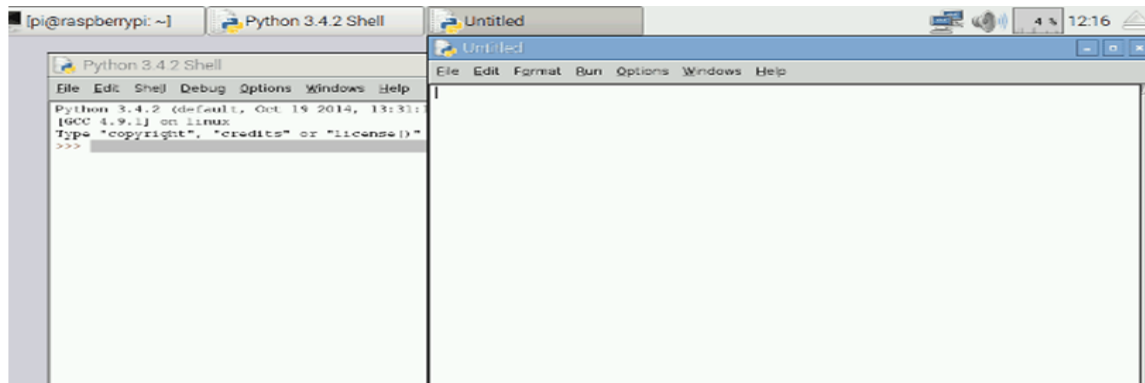 [pi@raspberrypi: ~] Python 3.4.2 Shell Untitled 4 % 12:16
Python 3.4.2 Shell
File Edit Shell Debug Options Windows Help
Python 3.4.2 (default, Oct 19 2014, 13:31:1
[GCC 4.9.1] on linux
Type "copyright", "credits" or "license()"
>>>
Untitled
File Edit Format Run Options Windows Help